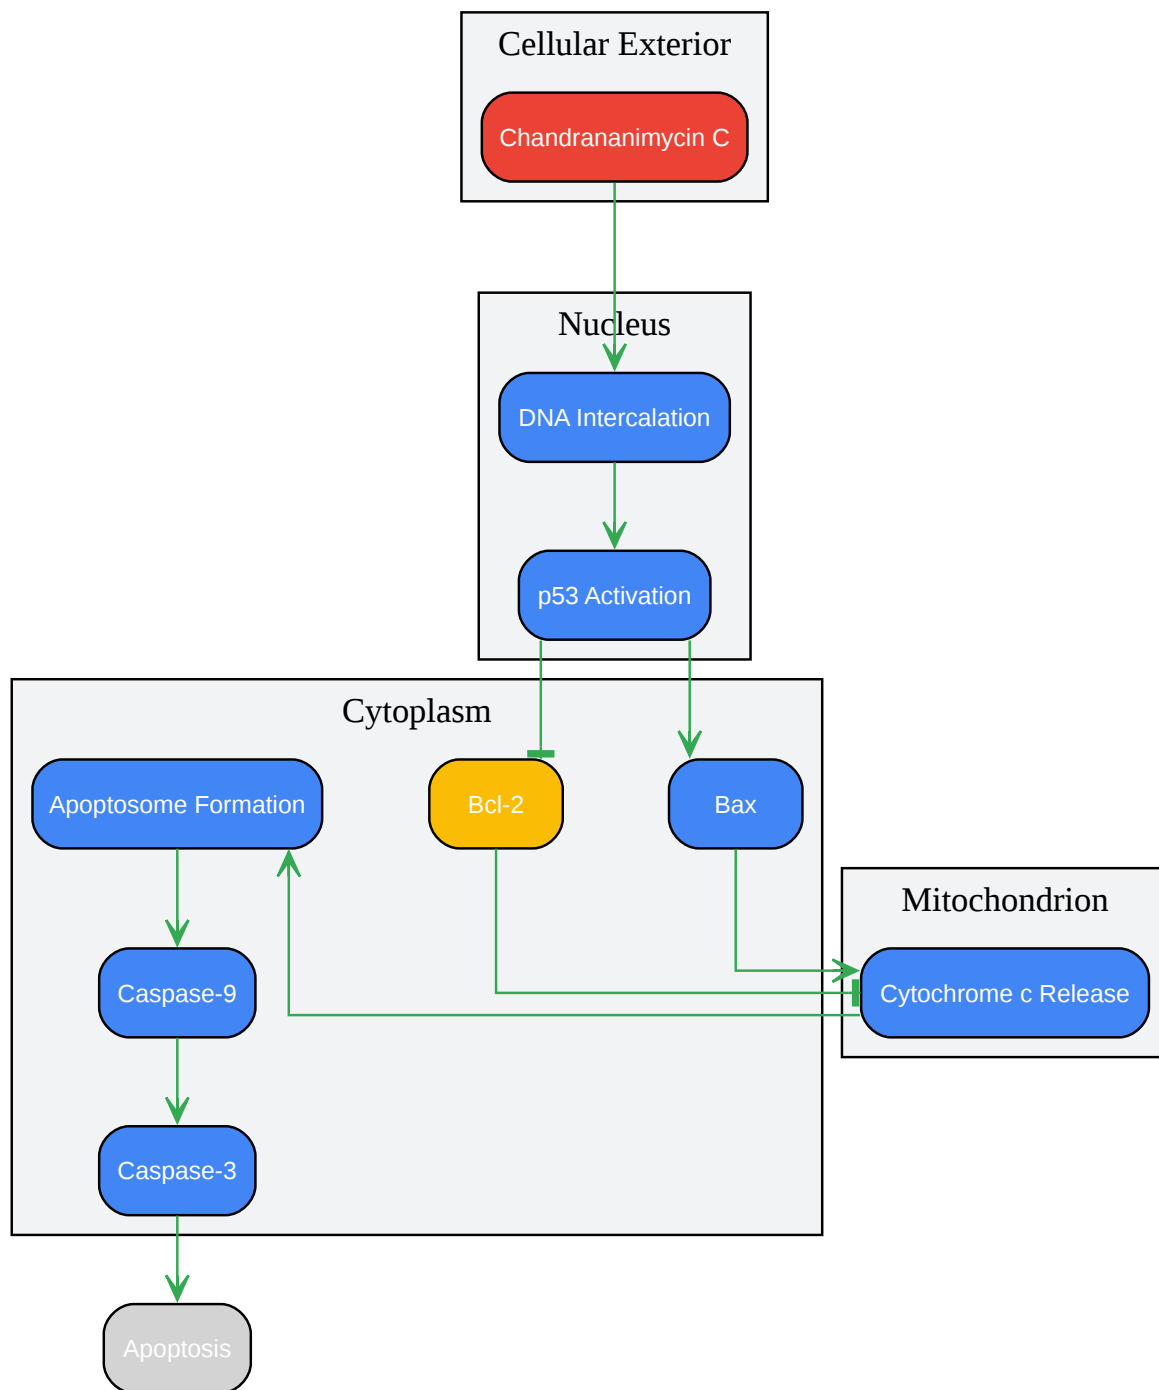 Cellular Exterior
Chandrananimycin C
Nucleus
DNA Intercalation
p53 Activation
Cytoplasm
Apoptosome Formation
Bcl-2
Bax
Mitochondrion
Caspase-9
Cytochrome c Release
Caspase-3
Apoptosis